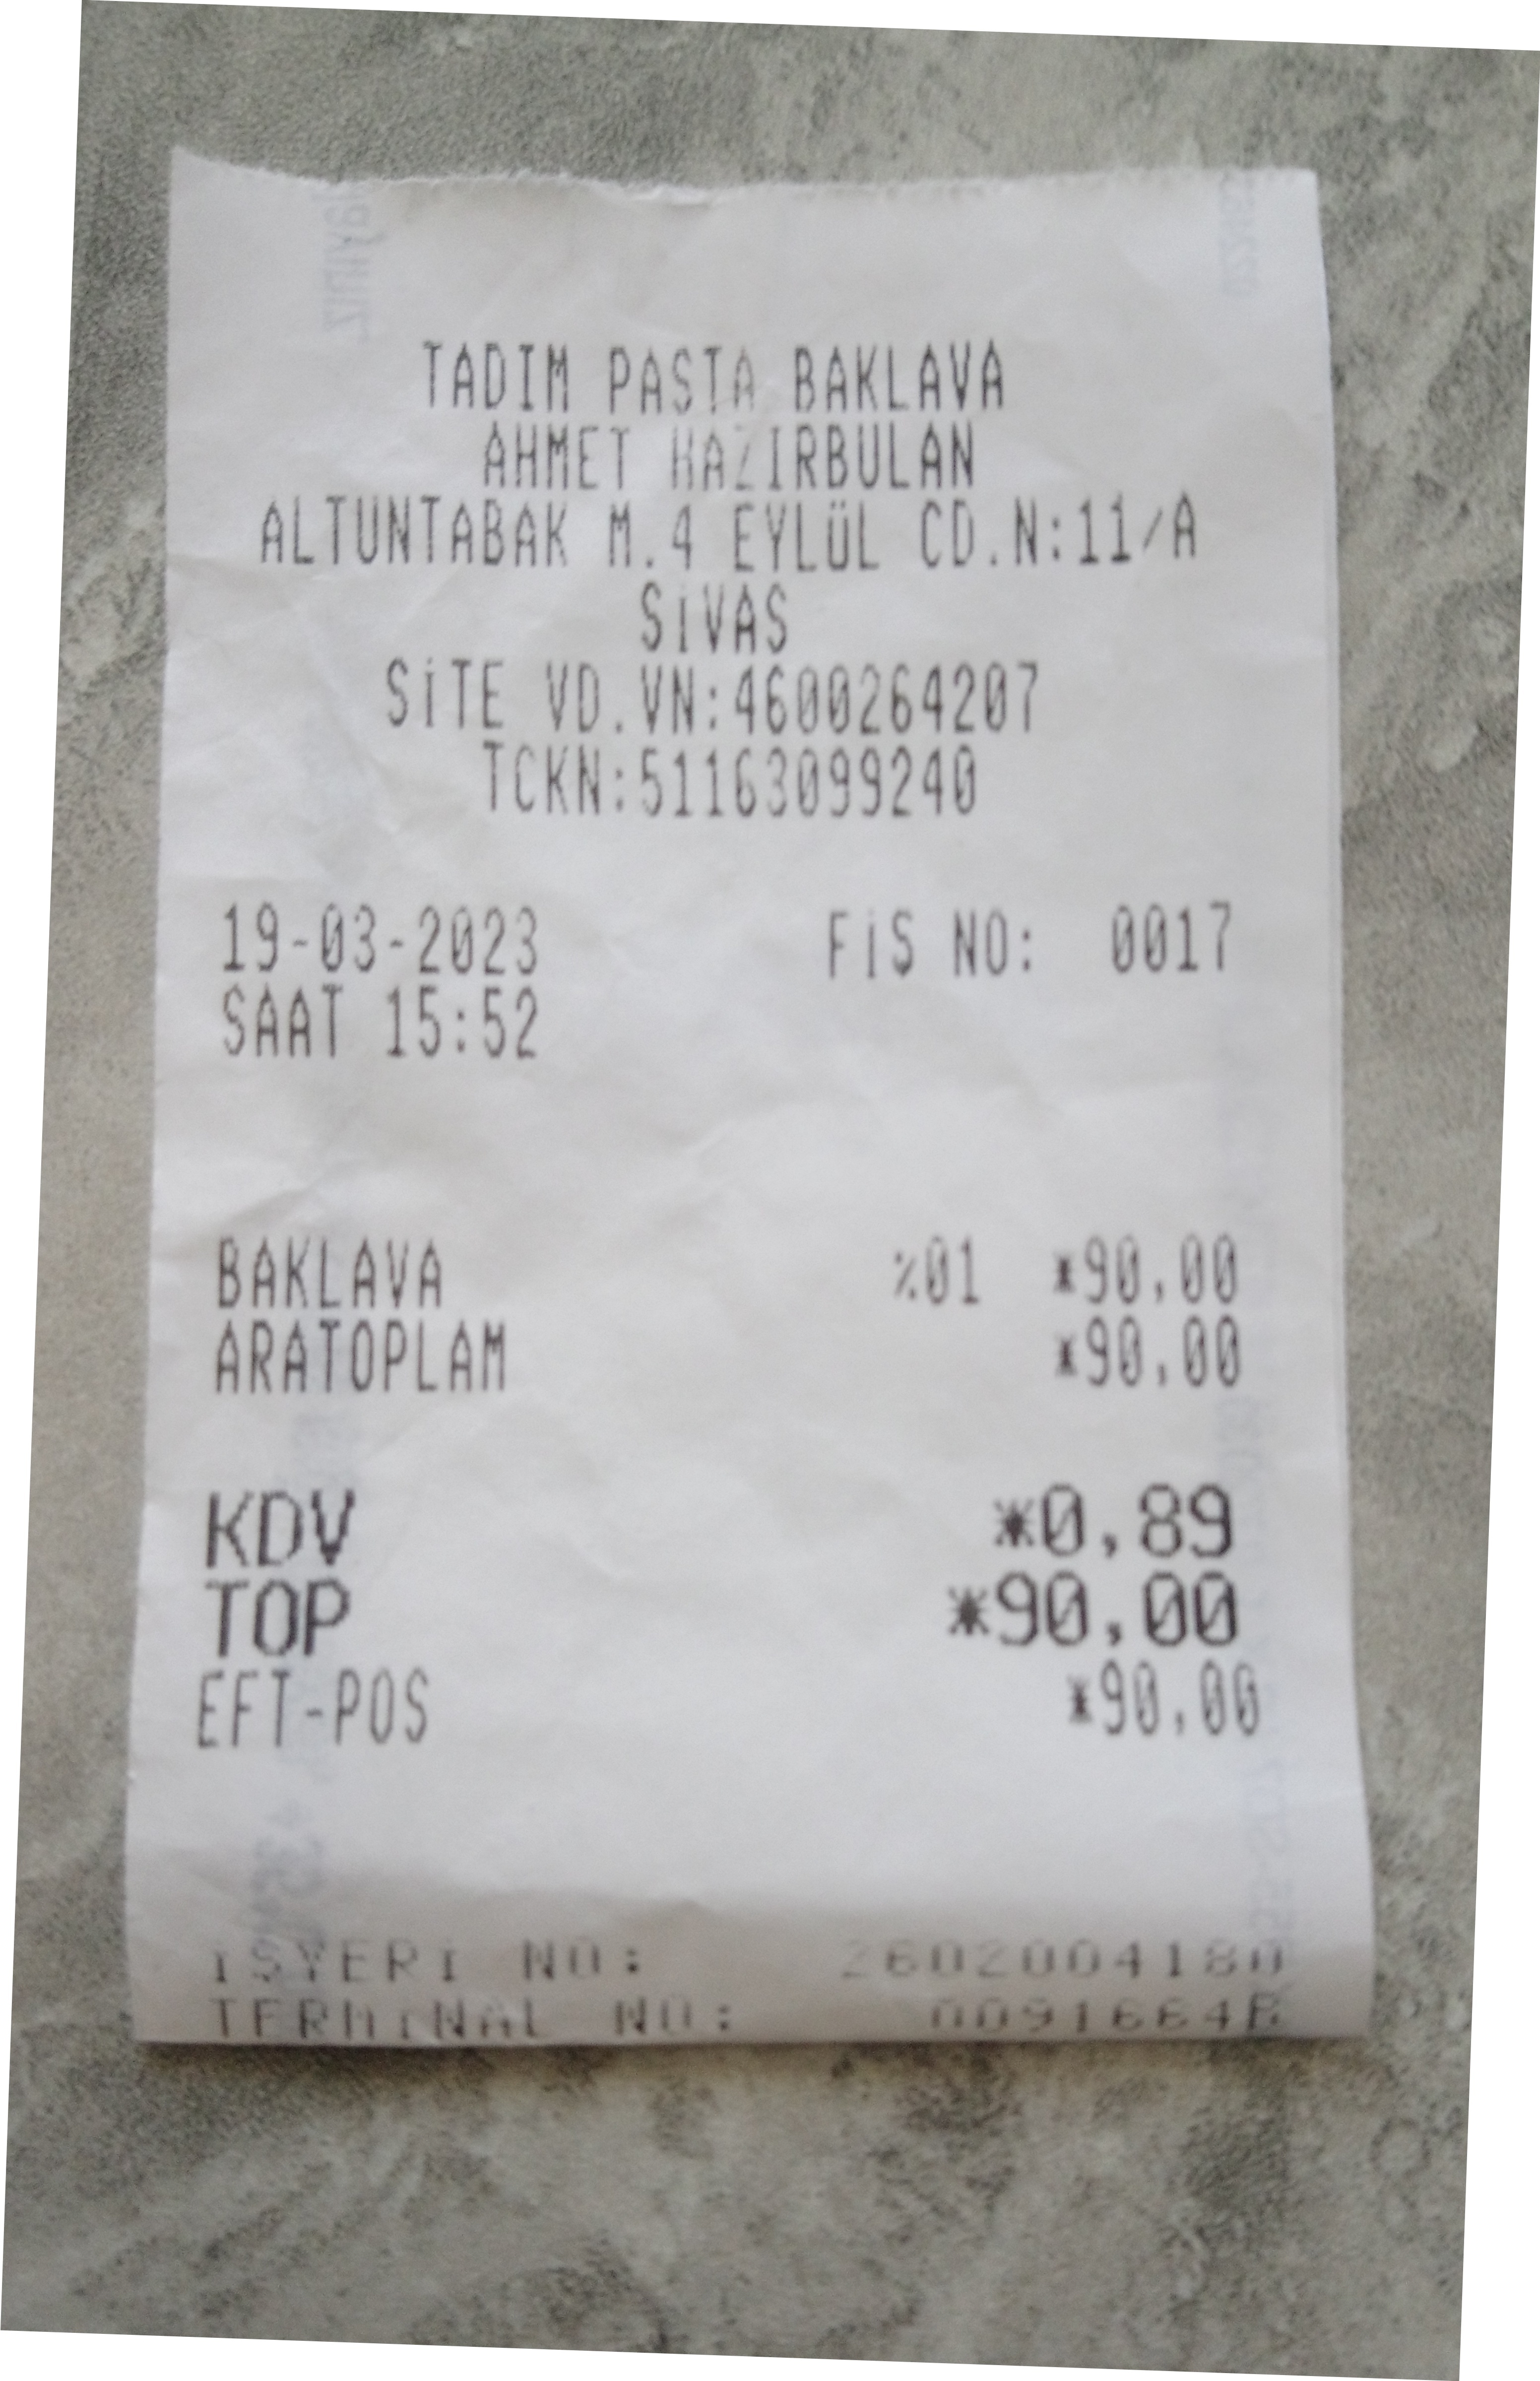 TADIM PASTA BAKLAVA
AHMET HAZIRBULAN
ALTUNTABAK M.4 EYLÜL CD.N:11/A
SİVAS
SİTE VD.VN:4600264207
TCKN:51163099240
19-03-2023 FİŞ NO: 0017
SAAT 15:52
BAKLAVA %01 *90,00
ARATOPLAM *90,00
KDV *0,89
TOP *90,00
EFT-POS *90,00
İŞYERİ NO: 2602004180
TERMİNAL NO: